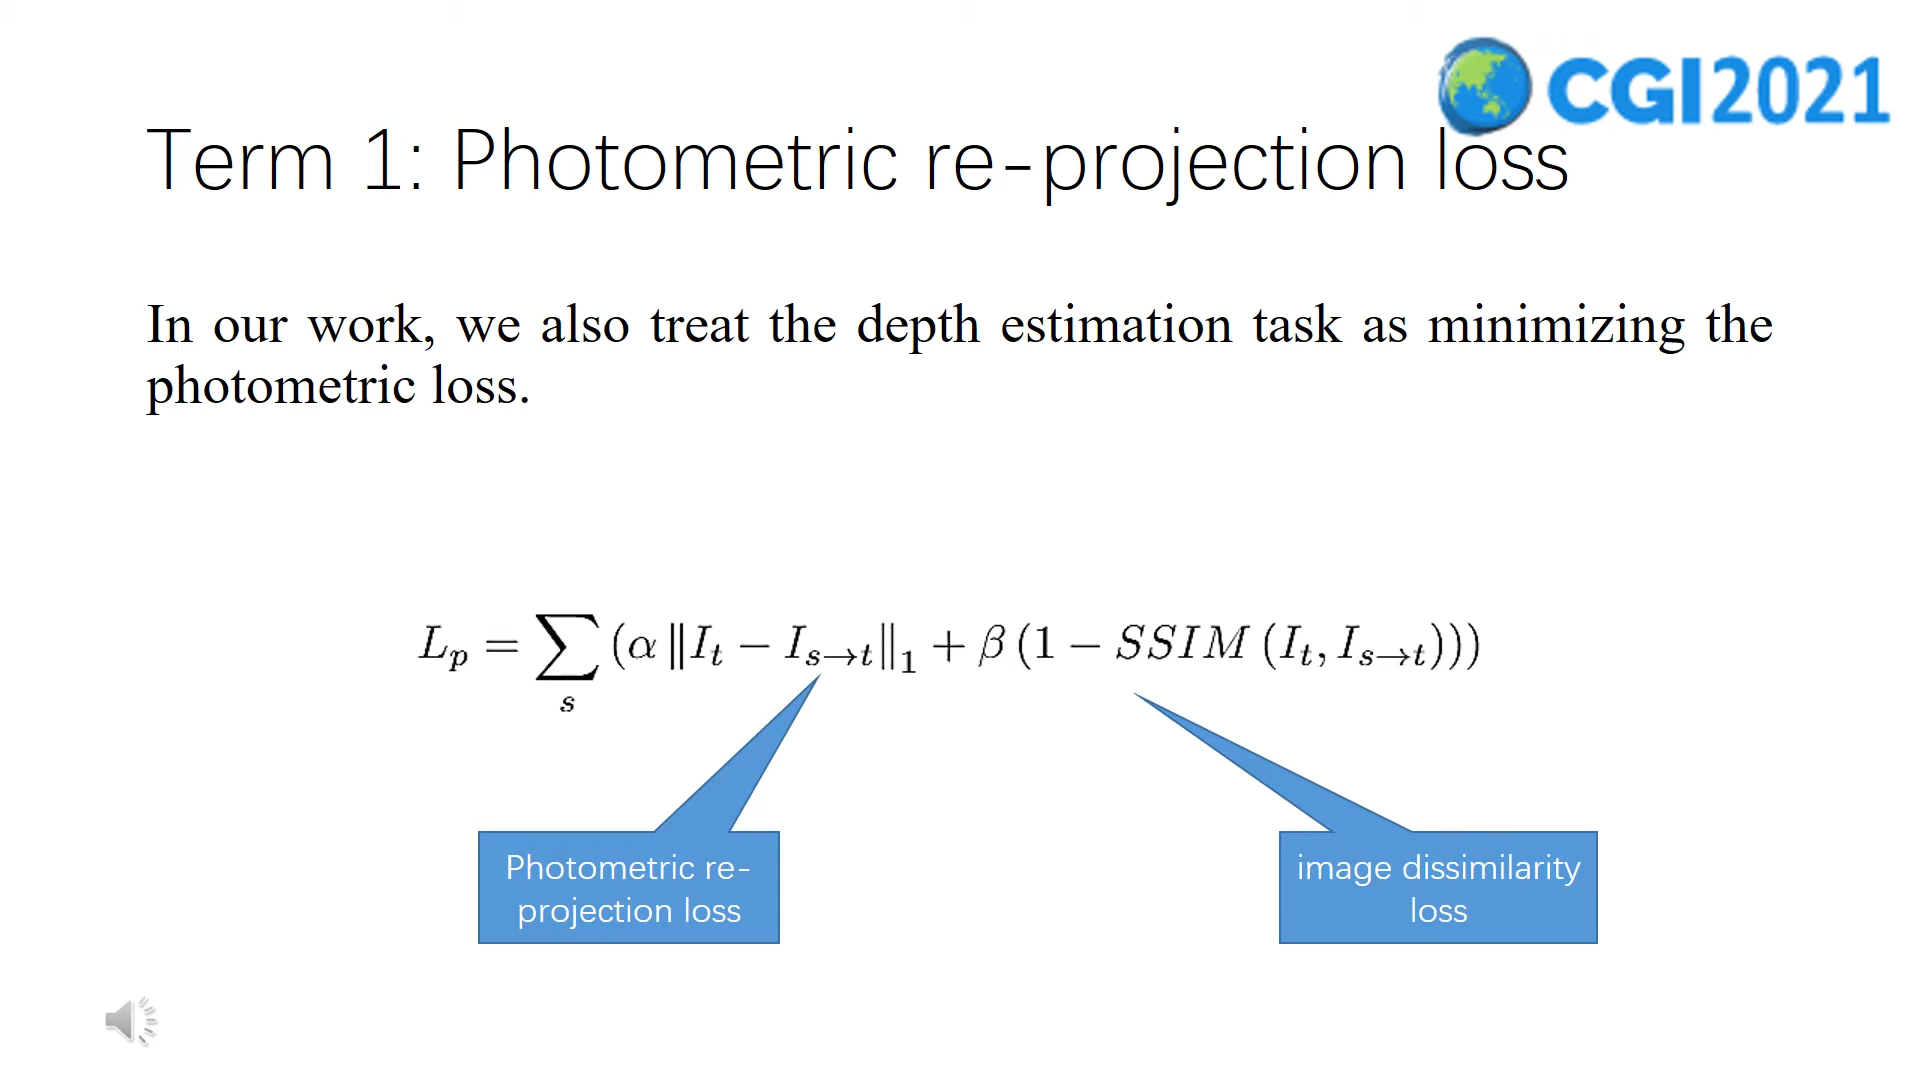 CGI2021
Term 1: Photometric re-projection loss
In our work, we also treat the depth estimation task as minimizing the
photometric loss.
L_p = \sum_s (α ‖I_t − I_{s→t}‖_1 + β (1 − SSIM (I_t, I_{s→t})))
Photometric re-
projection loss
image dissimilarity
loss